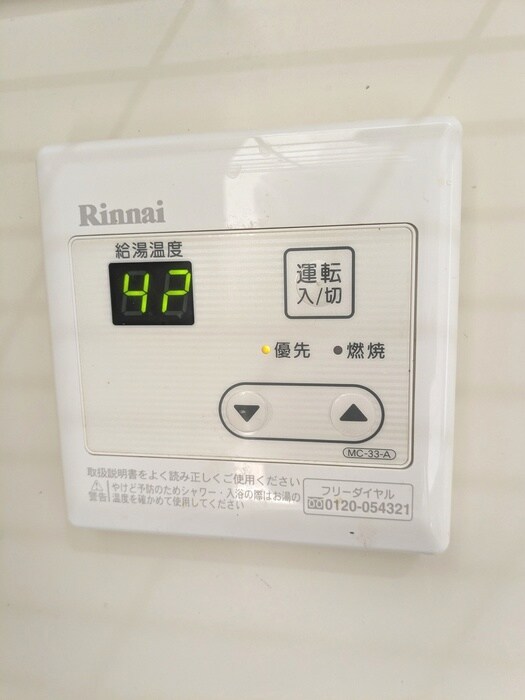 Rinnai
給湯温度
42
運転
入/切
優先 燃焼
MC-33-A
取扱説明書をよく読み正しくご使用ください
警告 やけど予防のためシャワー・入浴の際はお湯の
温度を確かめて使用してください
フリーダイヤル
0120-054321